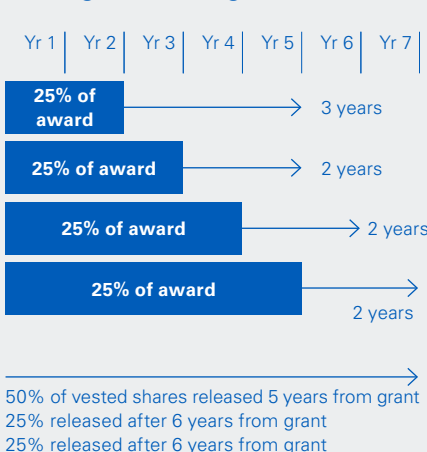 Yr 1 Yr 2 Yr 3 Yr 4 Yr 5 Yr 6 Yr 7
25% of
award
3 years
25% of award
2 years
25% of award
2 years
25% of award
2 years
50% of vested shares released 5 years from grant
25% released after 6 years from grant
25% released after 6 years from grant